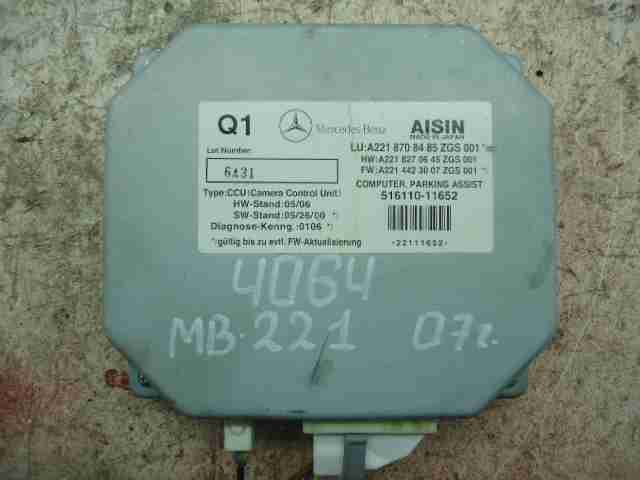 Q1 Mercedes-Benz AISIN
MADE IN JAPAN
Lot Number:
6A31
LU:A221 870 84 85 ZGS 001 *)
HW:A221 827 06 45 ZGS 001
FW:A221 442 30 07 ZGS 001 *)
COMPUTER, PARKING ASSIST
516110-11652
Type:CCU (Camera Control Unit)
HW-Stand:05/06
SW-Stand:05/26/00 *)
Diagnose-Kenng.:0106 *)
*)gültig bis zu evtl. FW-Aktualisierung
*22111652*
4064
MB-221 07г.